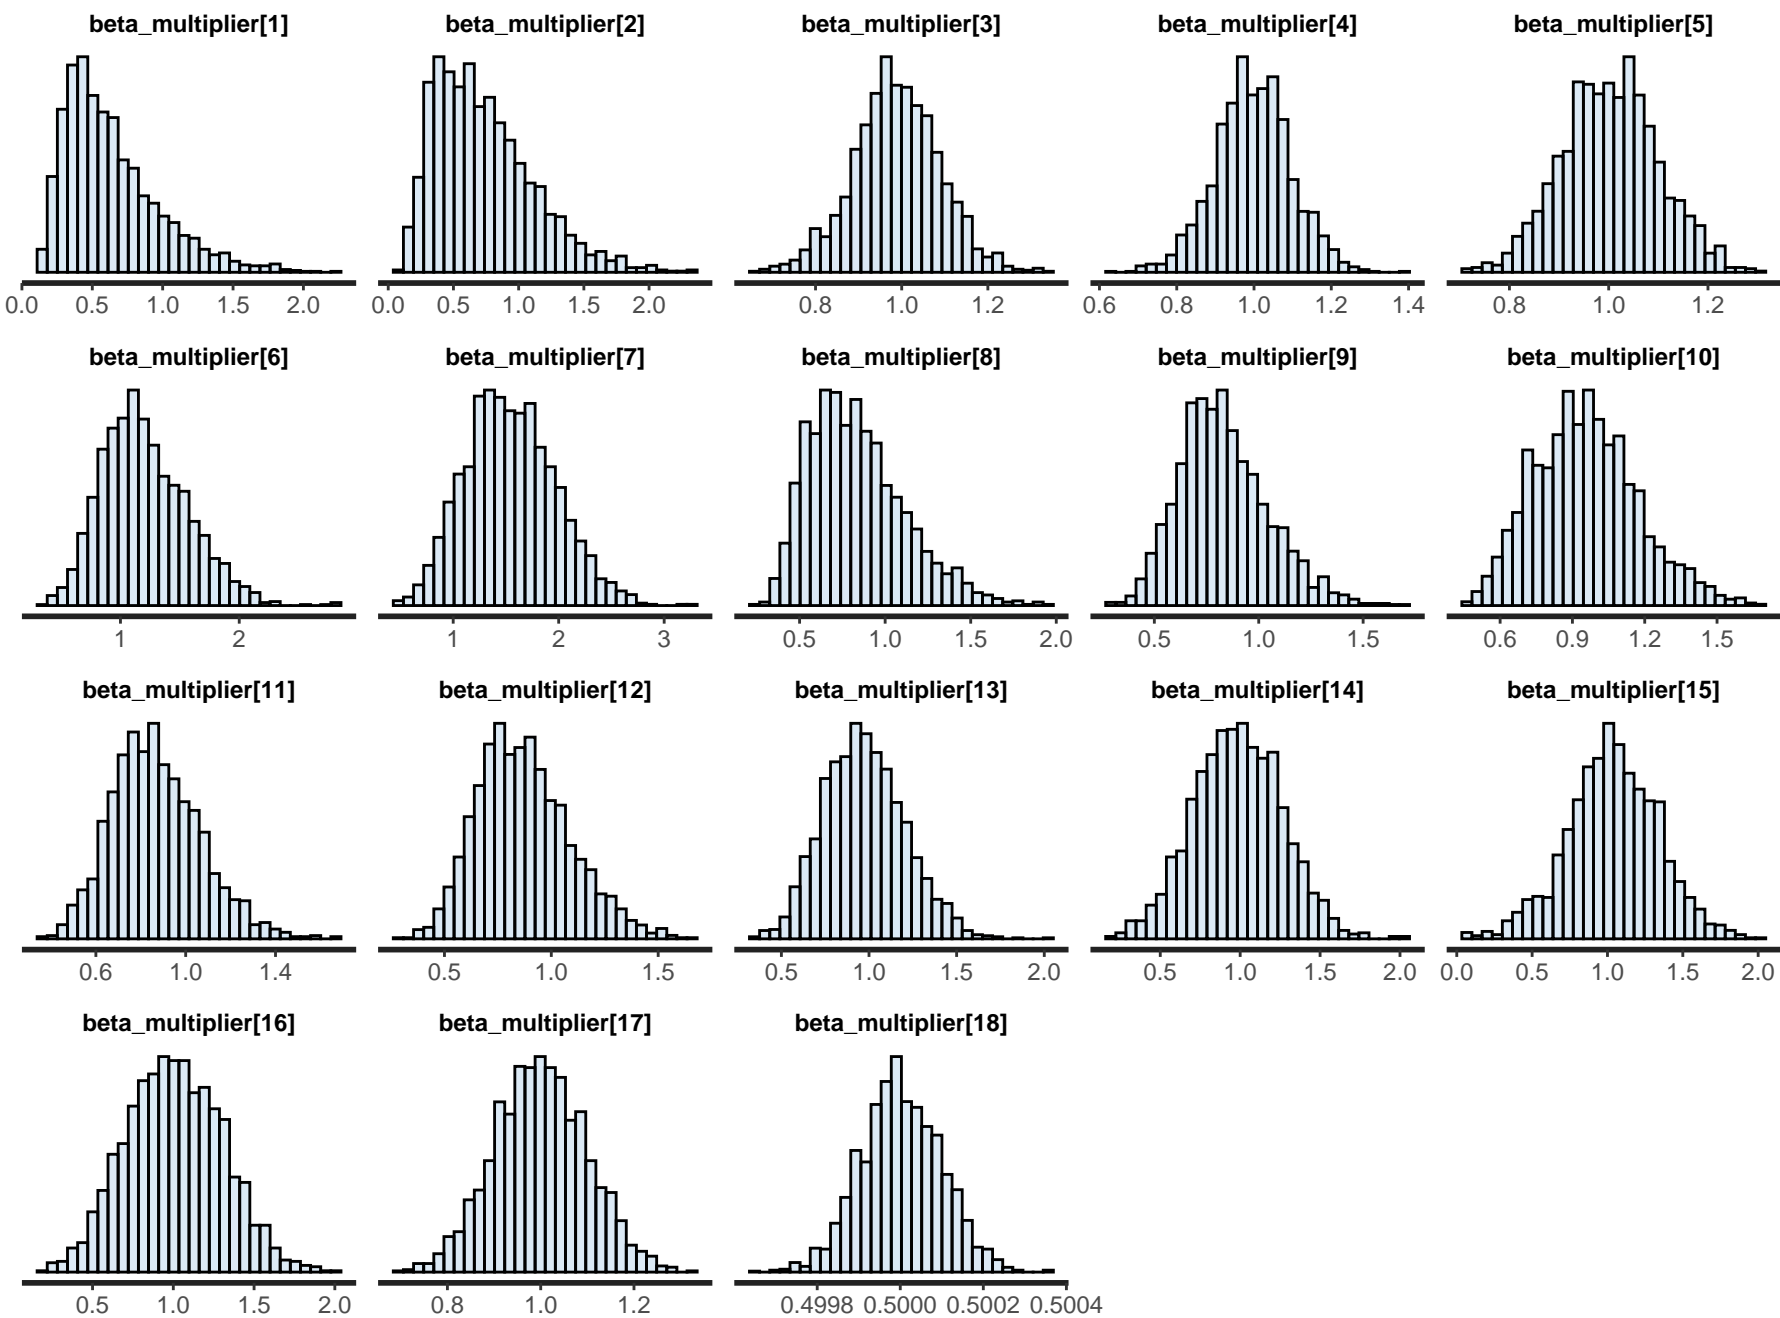 beta_multiplier[1] beta_multiplier[2] beta_multiplier[3] beta_multiplier[4] beta_multiplier[5]
0.0 0.5 1.0 1.5 2.0 0.0 0.5 1.0 1.5 2.0 0.8 1.0 1.2 0.6 0.8 1.0 1.2 1.4 0.8 1.0 1.2
beta_multiplier[6] beta_multiplier[7] beta_multiplier[8] beta_multiplier[9] beta_multiplier[10]
1 2 1 2 3 0.5 1.0 1.5 2.0 0.5 1.0 1.5 0.6 0.9 1.2 1.5
beta_multiplier[11] beta_multiplier[12] beta_multiplier[13] beta_multiplier[14] beta_multiplier[15]
0.6 1.0 1.4 0.5 1.0 1.5 0.5 1.0 1.5 2.0 0.5 1.0 1.5 2.0 0.0 0.5 1.0 1.5 2.0
beta_multiplier[16] beta_multiplier[17] beta_multiplier[18]
0.5 1.0 1.5 2.0 0.8 1.0 1.2 0.4998 0.5000 0.5002 0.5004